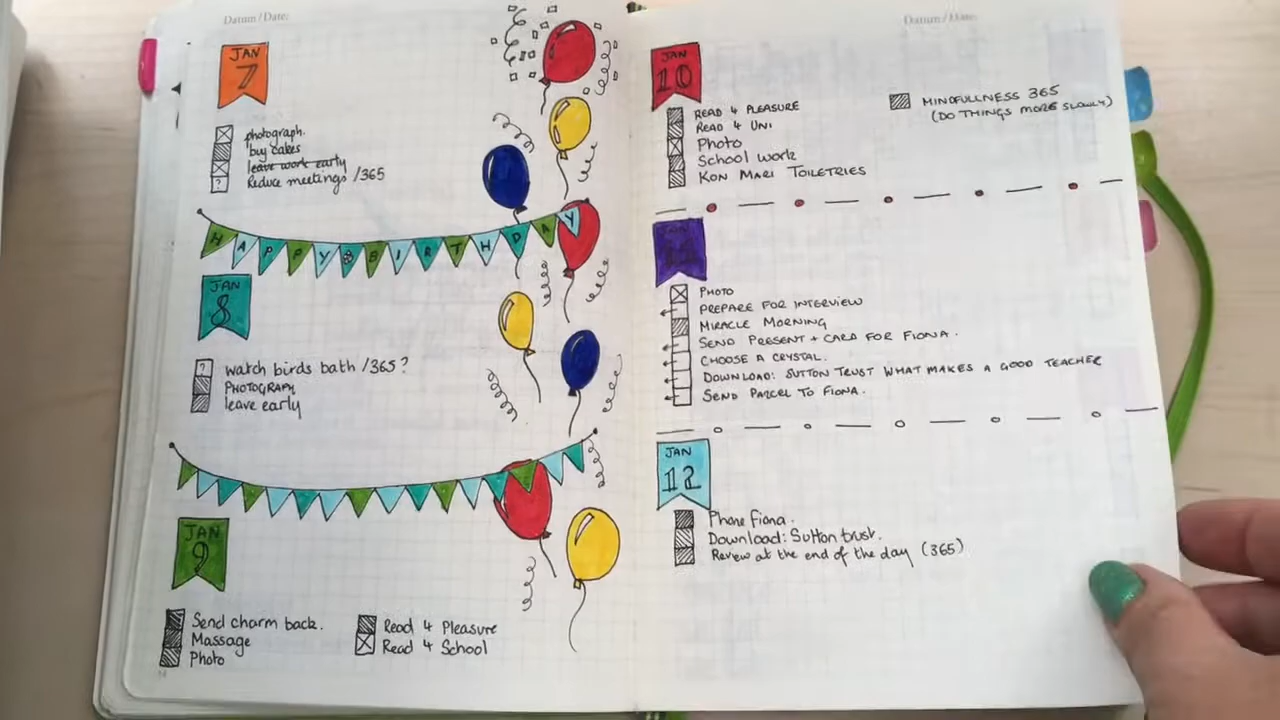 Datum / Date:
JAN
7
photograph.
buy cakes
leave work early
Reduce meetings /365
HAPPY BIRTHDAY
JAN
8
watch birds bath /365?
PHOTOGRAPH
leave early
JAN
9
Send charm back.
Massage
Photo
Read 4 Pleasure
Read 4 School
Datum / Date:
JAN
10
READ 4 PLEASURE
READ 4 UNI
PHOTO
SCHOOL WORK
KON MARI TOILETRIES
MINDFULLNESS 365
(DO THINGS MORE SLOWLY)
JAN
11
PHOTO
PREPARE FOR INTERVIEW
MIRACLE MORNING
SEND PRESENT + CARD FOR FIONA.
CHOOSE A CRYSTAL.
DOWNLOAD: SUTTON TRUST WHAT MAKES A GOOD TEACHER
SEND PARCEL TO FIONA.
JAN
12
Phone fiona.
Download: Sutton trust.
Review at the end of the day (365)